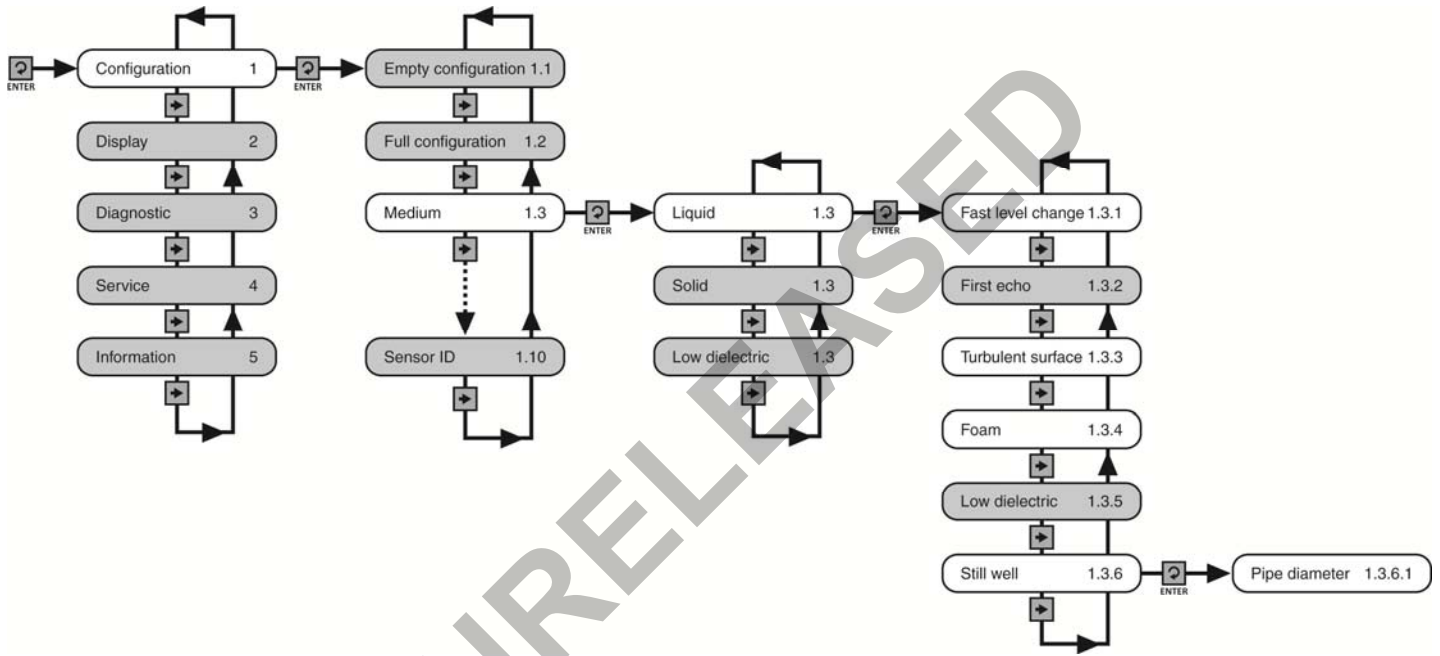 Configuration 1
ENTER
Display 2
Diagnostic 3
Service 4
Information 5
ENTER
Empty configuration 1.1
Full configuration 1.2
Medium 1.3
Sensor ID 1.10
ENTER
Liquid 1.3
Solid 1.3
Low dielectric 1.3
ENTER
Fast level change 1.3.1
First echo 1.3.2
Turbulent surface 1.3.3
Foam 1.3.4
Low dielectric 1.3.5
Still well 1.3.6
ENTER
Pipe diameter 1.3.6.1
IRELEASED